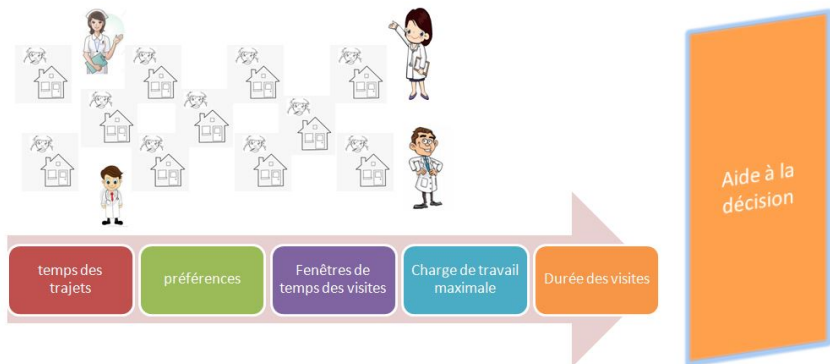 Aide à la
décision
temps des
trajets
préférences
Fenêtres de
temps des visites
Charge de travail
maximale
Durée des visites